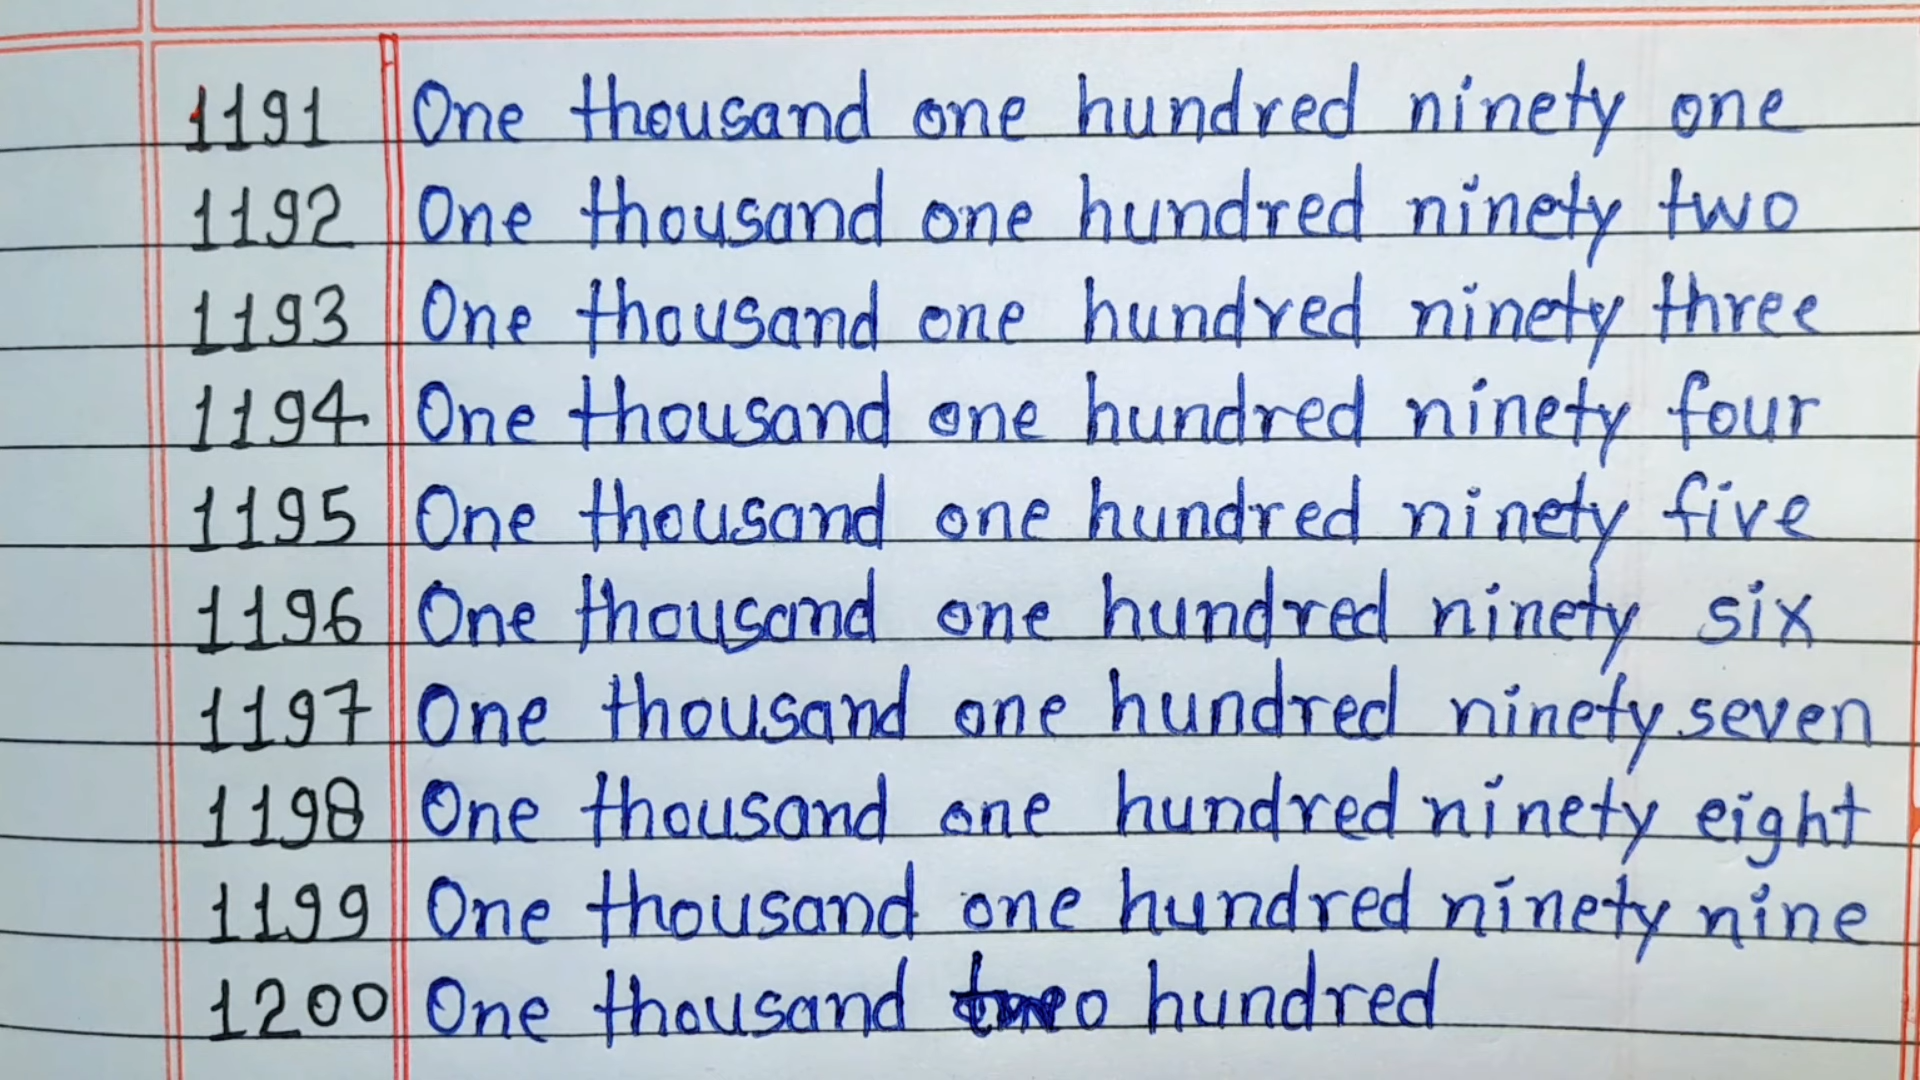 1191 One thousand one hundred ninety one
1192 One thousand one hundred ninety two
1193 One thousand one hundred ninety three
1194 One thousand one hundred ninety four
1195 One thousand one hundred ninety five
1196 One thousand one hundred ninety six
1197 One thousand one hundred ninety seven
1198 One thousand one hundred ninety eight
1199 One thousand one hundred ninety nine
1200 One thousand two hundred